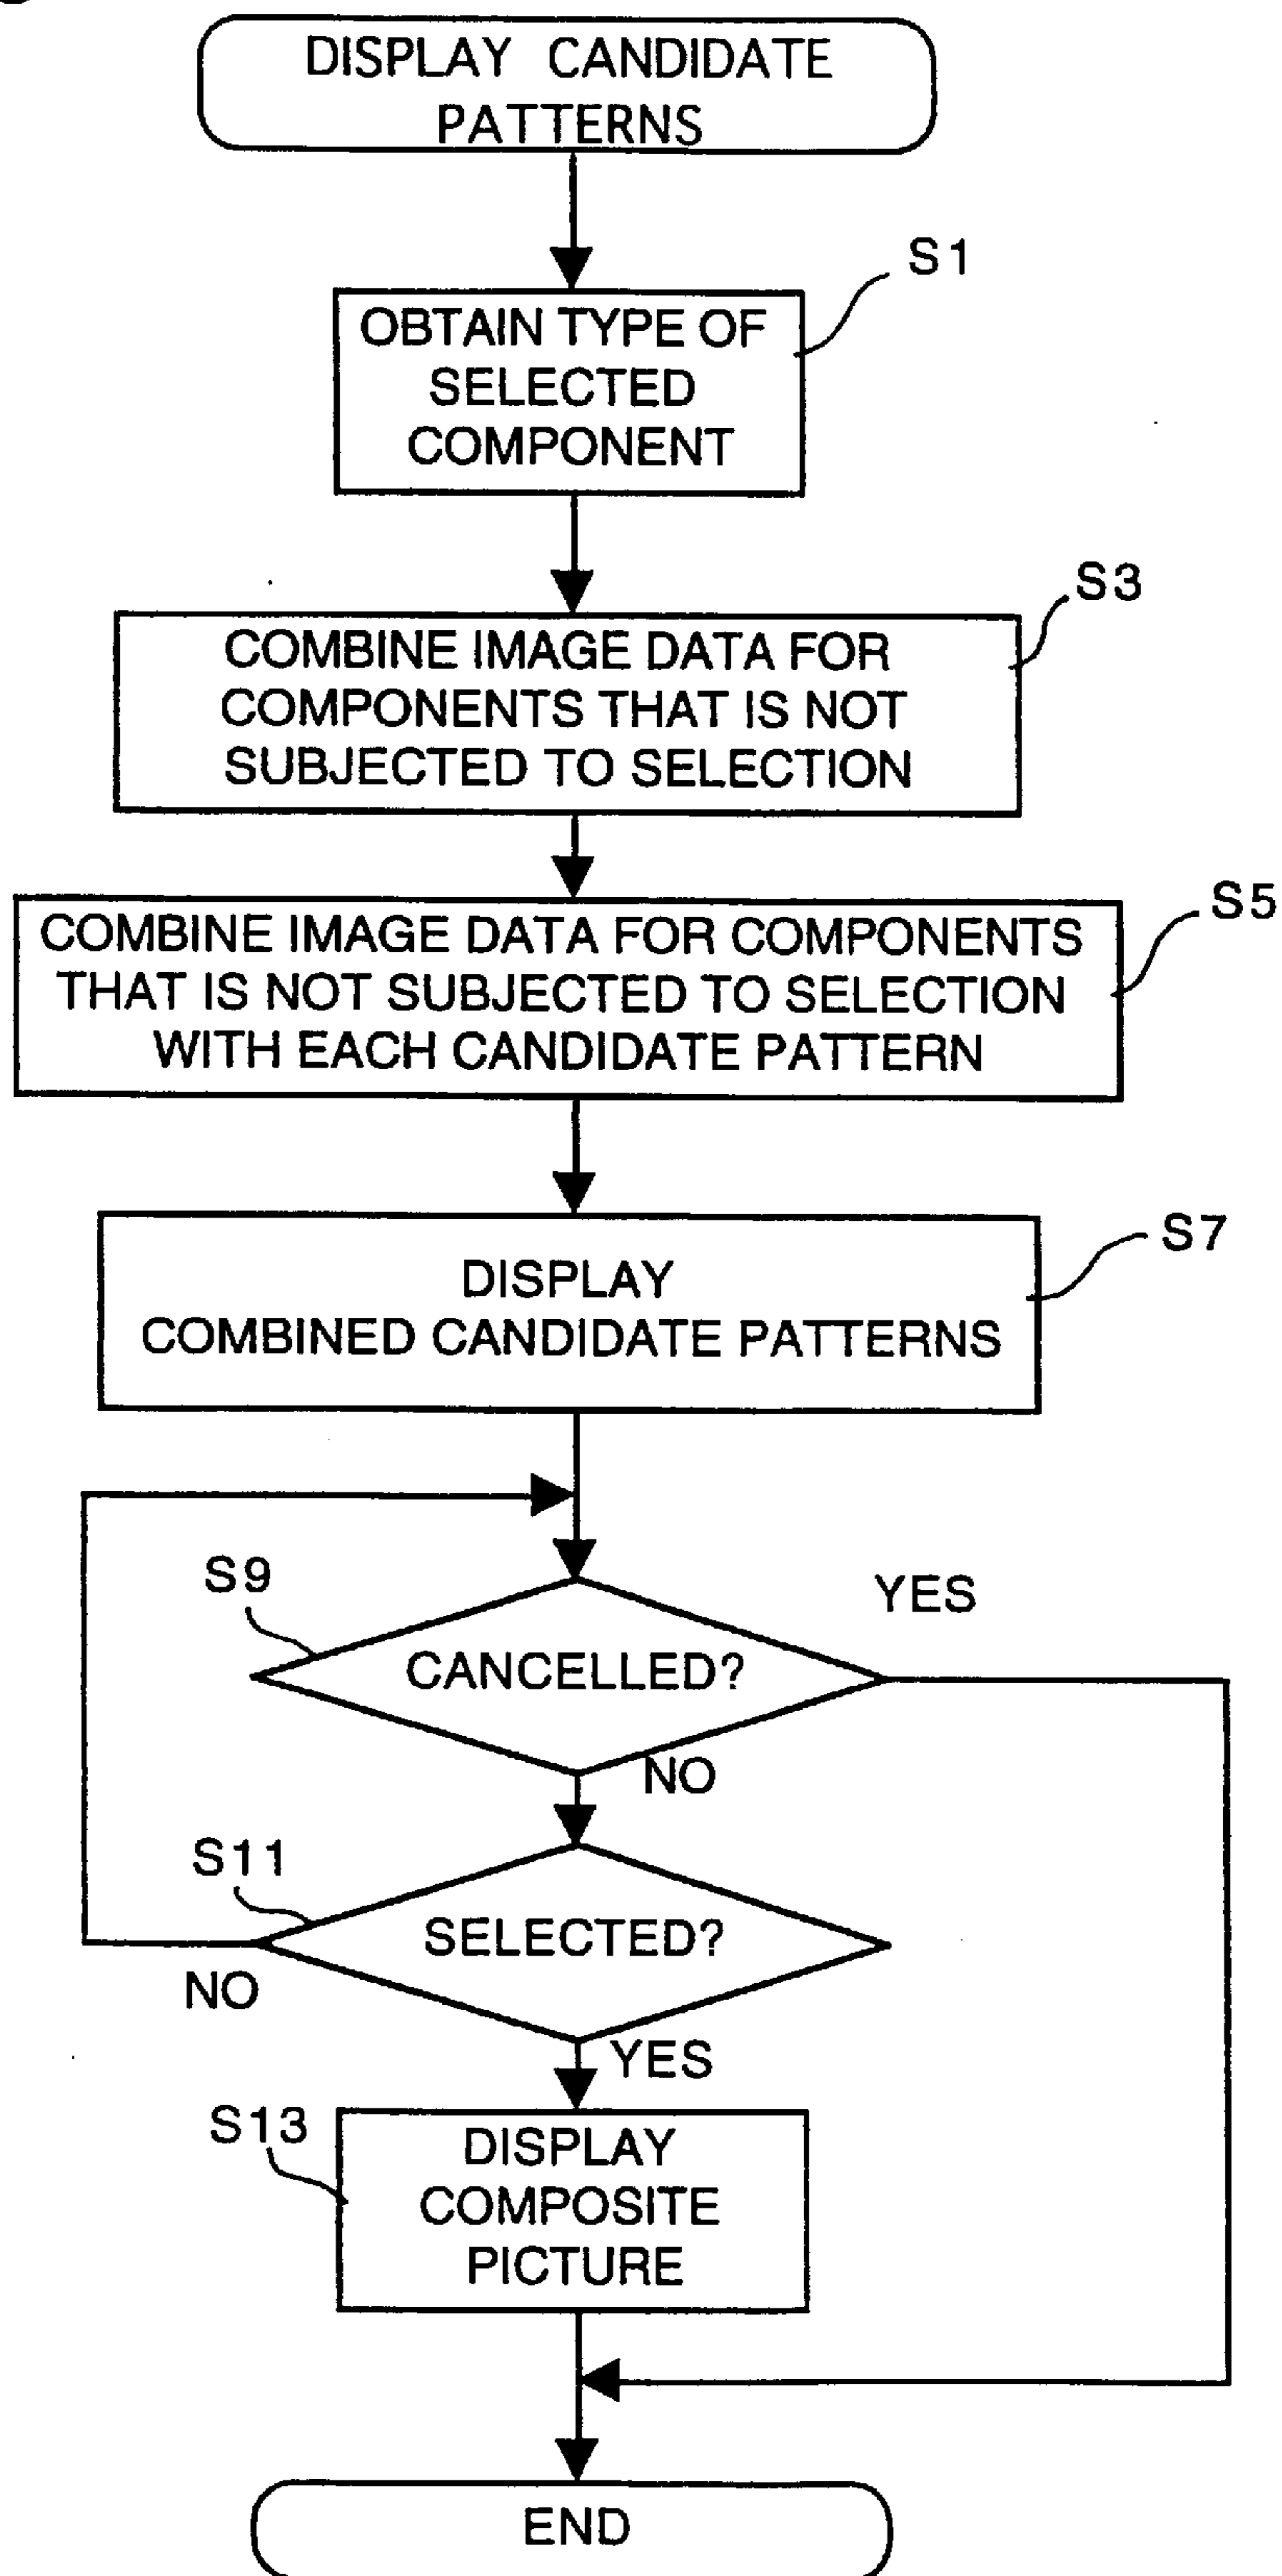 DISPLAY CANDIDATE
PATTERNS
S1
OBTAIN TYPE OF
SELECTED
COMPONENT
S3
COMBINE IMAGE DATA FOR
COMPONENTS THAT IS NOT
SUBJECTED TO SELECTION
S5
COMBINE IMAGE DATA FOR COMPONENTS
THAT IS NOT SUBJECTED TO SELECTION
WITH EACH CANDIDATE PATTERN
S7
DISPLAY
COMBINED CANDIDATE PATTERNS
S9
YES
CANCELLED?
NO
S11
SELECTED?
NO
YES
S13
DISPLAY
COMPOSITE
PICTURE
END